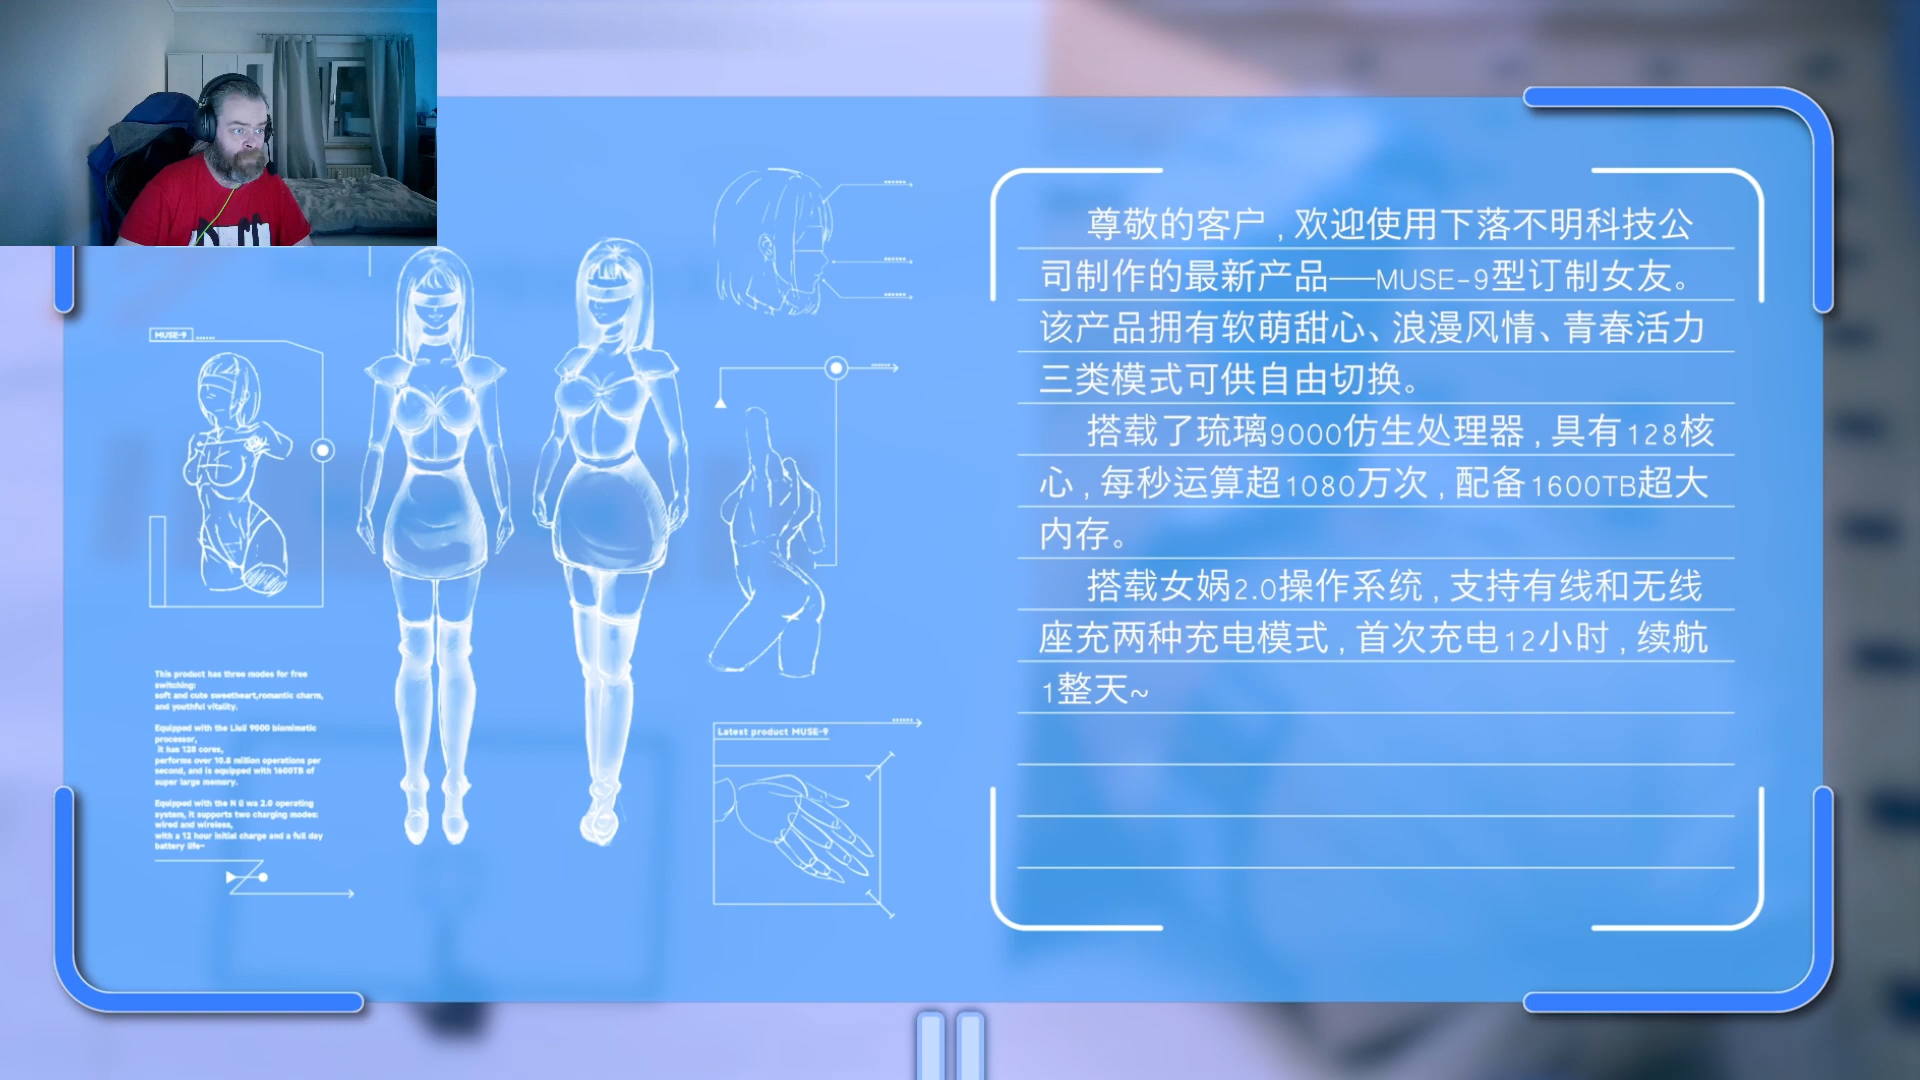 尊敬的客户,欢迎使用下落不明科技公
司制作的最新产品——MUSE-9型订制女友。
该产品拥有软萌甜心、浪漫风情、青春活力
三类模式可供自由切换。
搭载了琉璃9000仿生处理器,具有128核
心,每秒运算超1080万次,配备1600TB超大
内存。
搭载女娲2.0操作系统,支持有线和无线
座充两种充电模式,首次充电12小时,续航
1整天~
MUSE-9
This product has three modes for free
switching:
soft and cute sweetheart,romantic charm,
and youthful vitality.
Equipped with the Liuli 9000 biomimetic
processor,
it has 128 cores,
performs over 10.8 million operations per
second, and is equipped with 1600TB of
super large memory.
Equipped with the N ü wa 2.0 operating
system, it supports two charging modes:
wired and wireless,
with a 12 hour initial charge and a full day
battery life~
Latest product MUSE-9